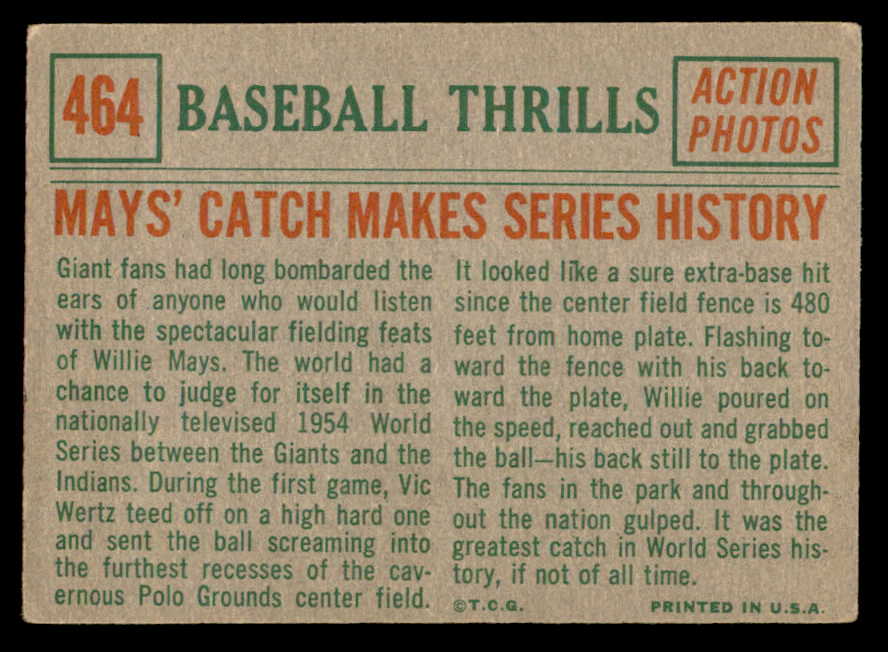 464
BASEBALL THRILLS
ACTION
PHOTOS
MAYS' CATCH MAKES SERIES HISTORY
Giant fans had long bombarded the
ears of anyone who would listen
with the spectacular fielding feats
of Willie Mays. The world had a
chance to judge for itself in the
nationally televised 1954 World
Series between the Giants and the
Indians. During the first game, Vic
Wertz teed off on a high hard one
and sent the ball screaming into
the furthest recesses of the cav-
ernous Polo Grounds center field.
It looked like a sure extra-base hit
since the center field fence is 480
feet from home plate. Flashing to-
ward the fence with his back to-
ward the plate, Willie poured on
the speed, reached out and grabbed
the ball—his back still to the plate.
The fans in the park and through-
out the nation gulped. It was the
greatest catch in World Series his-
tory, if not of all time.
©T.C.G.
PRINTED IN U.S.A.